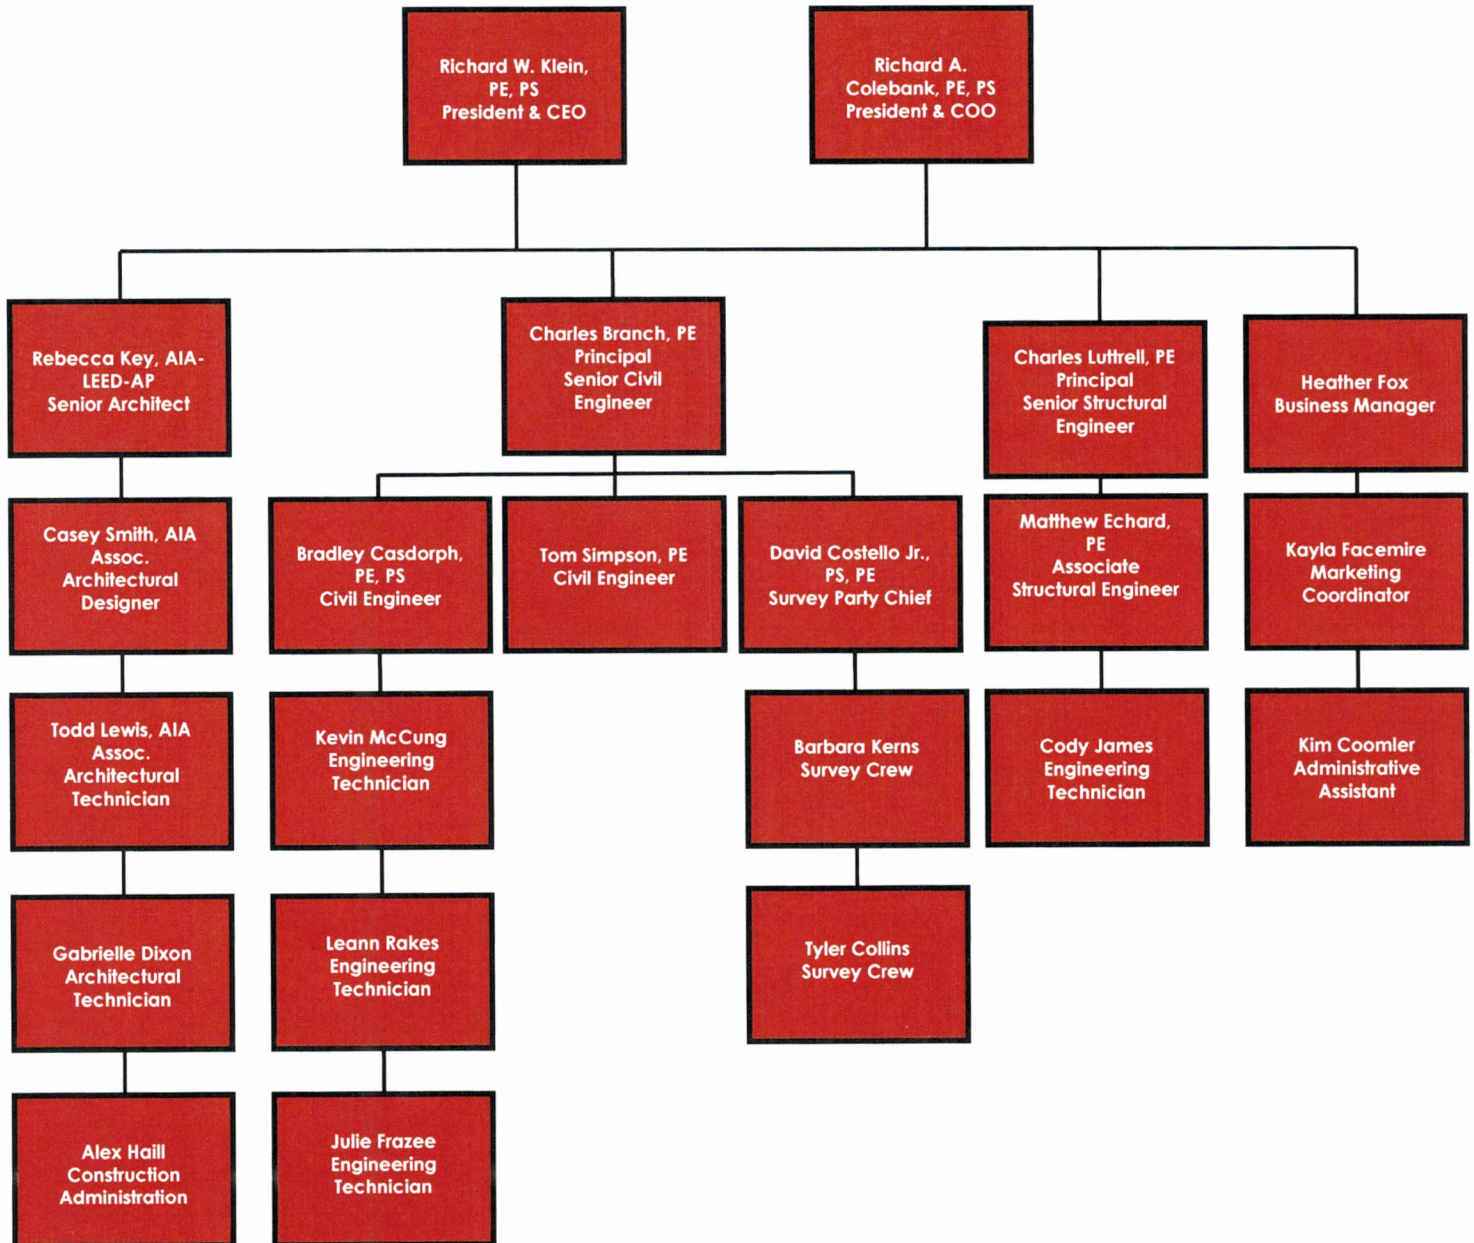 Richard W. Klein,
PE, PS
President & CEO
Richard A.
Colebank, PE, PS
President & COO
Rebecca Key, AIA-
LEED-AP
Senior Architect
Charles Branch, PE
Principal
Senior Civil
Engineer
Charles Luttrell, PE
Principal
Senior Structural
Engineer
Heather Fox
Business Manager
Casey Smith, AIA
Assoc.
Architectural
Designer
Bradley Casdorph,
PE, PS
Civil Engineer
Tom Simpson, PE
Civil Engineer
David Costello Jr.,
PS, PE
Survey Party Chief
Matthew Echard,
PE
Associate
Structural Engineer
Kayla Facemire
Marketing
Coordinator
Todd Lewis, AIA
Assoc.
Architectural
Technician
Kevin McCung
Engineering
Technician
Barbara Kerns
Survey Crew
Cody James
Engineering
Technician
Kim Coomler
Administrative
Assistant
Gabrielle Dixon
Architectural
Technician
Leann Rakes
Engineering
Technician
Tyler Collins
Survey Crew
Alex Haill
Construction
Administration
Julie Frazee
Engineering
Technician